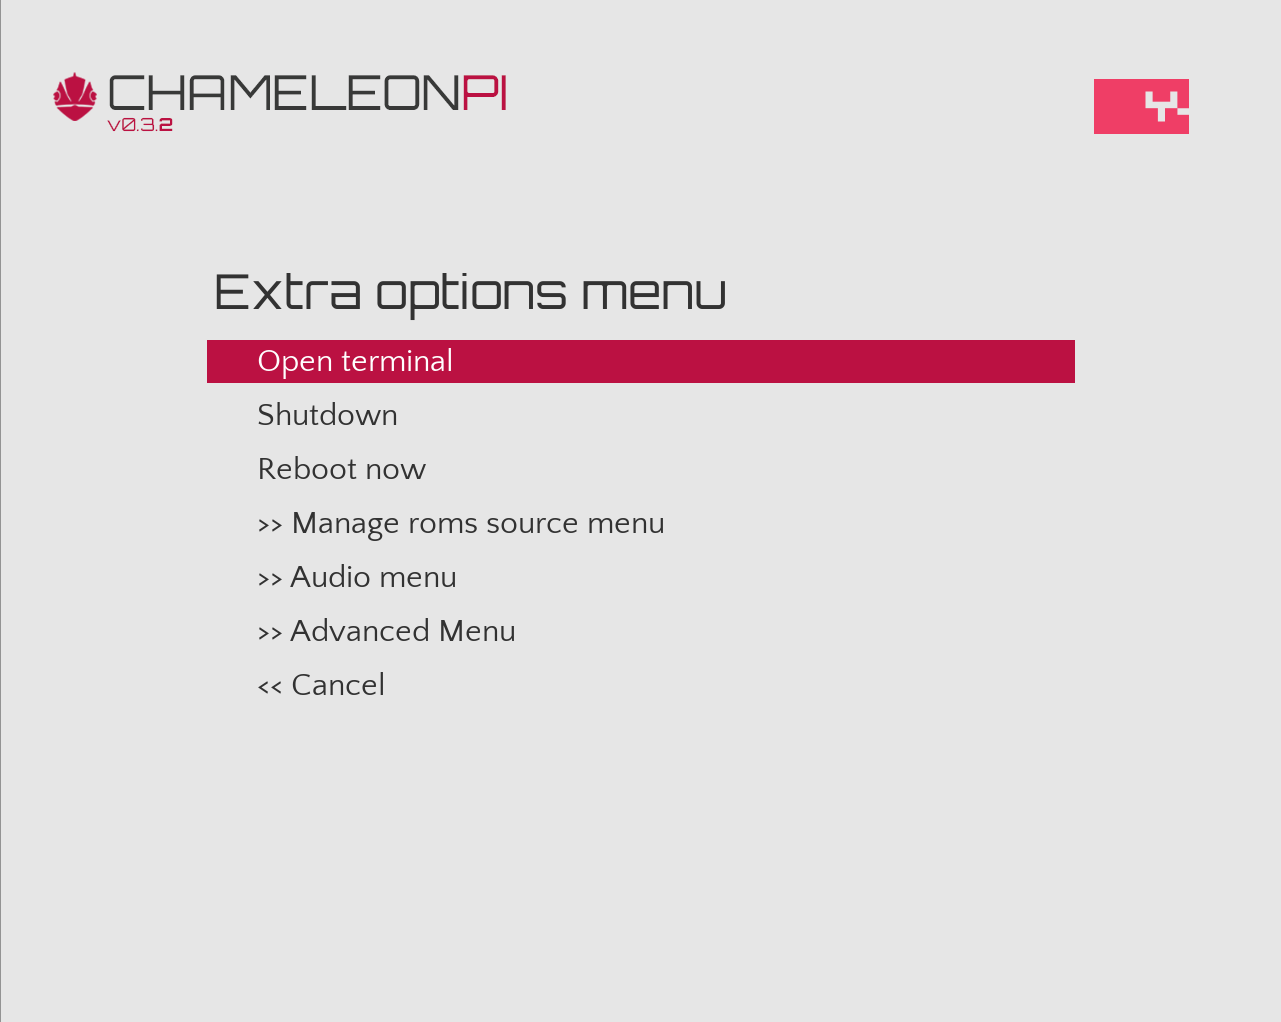 CHAMELEONPI
v0.3.2
Extra options menu
Open terminal
Shutdown
Reboot now
>> Manage roms source menu
>> Audio menu
>> Advanced Menu
<< Cancel